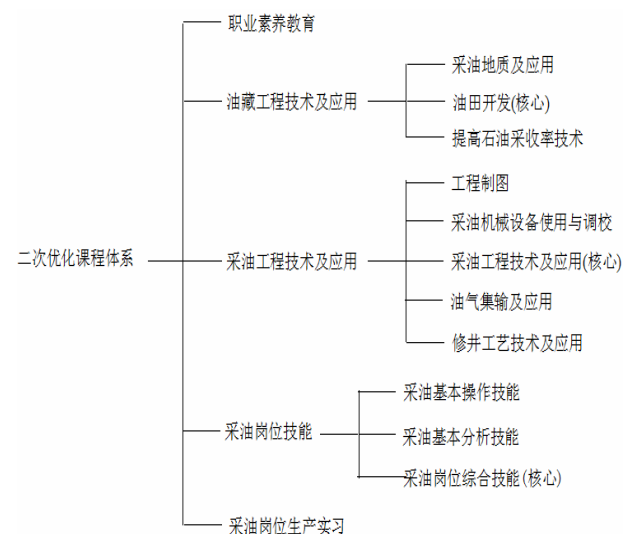 职业素养教育
油藏工程技术及应用
采油地质及应用
油田开发(核心)
提高石油采收率技术
二次优化课程体系
采油工程技术及应用
工程制图
采油机械设备使用与调校
采油工程技术及应用(核心)
油气集输及应用
修井工艺技术及应用
采油岗位技能
采油基本操作技能
采油基本分析技能
采油岗位综合技能(核心)
采油岗位生产实习